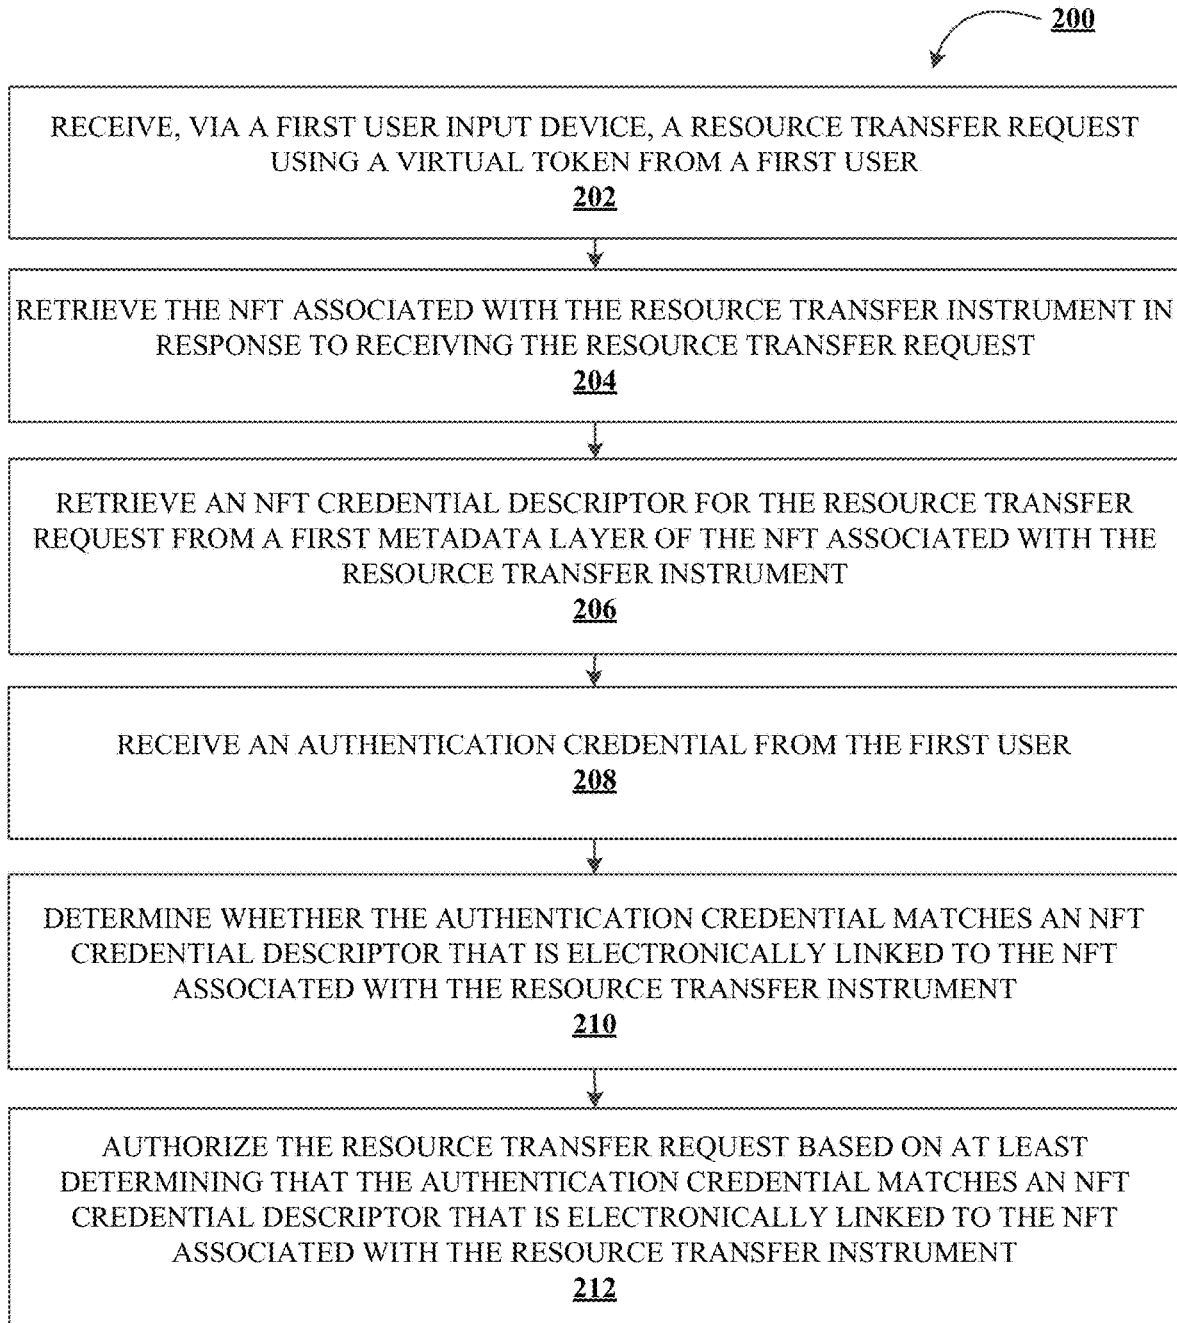 200
RECEIVE, VIA A FIRST USER INPUT DEVICE, A RESOURCE TRANSFER REQUEST
USING A VIRTUAL TOKEN FROM A FIRST USER
202
RETRIEVE THE NFT ASSOCIATED WITH THE RESOURCE TRANSFER INSTRUMENT IN
RESPONSE TO RECEIVING THE RESOURCE TRANSFER REQUEST
204
RETRIEVE AN NFT CREDENTIAL DESCRIPTOR FOR THE RESOURCE TRANSFER
REQUEST FROM A FIRST METADATA LAYER OF THE NFT ASSOCIATED WITH THE
RESOURCE TRANSFER INSTRUMENT
206
RECEIVE AN AUTHENTICATION CREDENTIAL FROM THE FIRST USER
208
DETERMINE WHETHER THE AUTHENTICATION CREDENTIAL MATCHES AN NFT
CREDENTIAL DESCRIPTOR THAT IS ELECTRONICALLY LINKED TO THE NFT
ASSOCIATED WITH THE RESOURCE TRANSFER INSTRUMENT
210
AUTHORIZE THE RESOURCE TRANSFER REQUEST BASED ON AT LEAST
DETERMINING THAT THE AUTHENTICATION CREDENTIAL MATCHES AN NFT
CREDENTIAL DESCRIPTOR THAT IS ELECTRONICALLY LINKED TO THE NFT
ASSOCIATED WITH THE RESOURCE TRANSFER INSTRUMENT
212